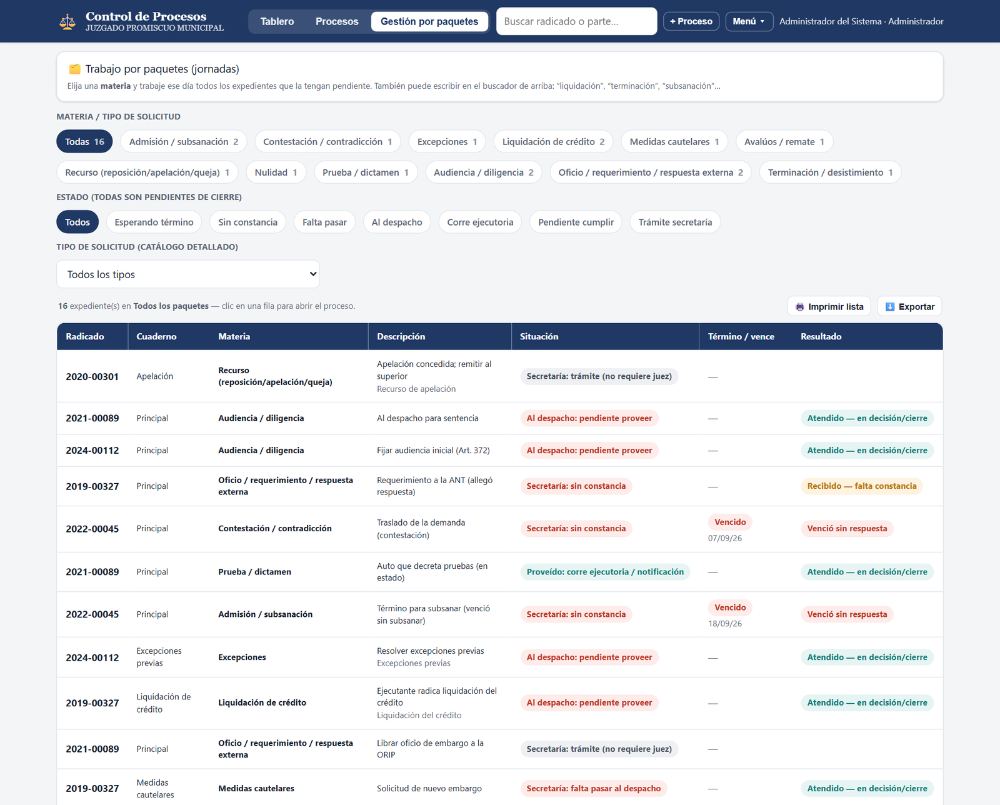 Control de Procesos
JUZGADO PROMISCUO MUNICIPAL
Tablero
Procesos
Gestión por paquetes
Buscar radicado o parte...
+ Proceso
Menú ▾
Administrador del Sistema · Administrador
Trabajo por paquetes (jornadas)
Elija una materia y trabaje ese día todos los expedientes que la tengan pendiente. También puede escribir en el buscador de arriba: “liquidación”, “terminación”, “subsanación”...
MATERIA / TIPO DE SOLICITUD
Todas 16
Admisión / subsanación 2
Contestación / contradicción 1
Excepciones 1
Liquidación de crédito 2
Medidas cautelares 1
Avalúos / remate 1
Recurso (reposición/apelación/queja) 1
Nulidad 1
Prueba / dictamen 1
Audiencia / diligencia 2
Oficio / requerimiento / respuesta externa 2
Terminación / desistimiento 1
ESTADO (TODAS SON PENDIENTES DE CIERRE)
Todos
Esperando término
Sin constancia
Falta pasar
Al despacho
Corre ejecutoria
Pendiente cumplir
Trámite secretaría
TIPO DE SOLICITUD (CATÁLOGO DETALLADO)
Todos los tipos
16 expediente(s) en Todos los paquetes — clic en una fila para abrir el proceso.
Imprimir lista
Exportar
Radicado Cuaderno Materia Descripción Situación Término / vence Resultado
2020-00301
Apelación
Recurso
(reposición/apelación/queja)
Apelación concedida; remitir al
superior
Recurso de apelación
Secretaría: trámite (no requiere juez)
—
2021-00089
Principal
Audiencia / diligencia
Al despacho para sentencia
Al despacho: pendiente proveer
—
Atendido — en decisión/cierre
2024-00112
Principal
Audiencia / diligencia
Fijar audiencia inicial (Art. 372)
Al despacho: pendiente proveer
—
Atendido — en decisión/cierre
2019-00327
Principal
Oficio / requerimiento / respuesta
externa
Requerimiento a la ANT (allegó
respuesta)
Secretaría: sin constancia
—
Recibido — falta constancia
2022-00045
Principal
Contestación / contradicción
Traslado de la demanda
(contestación)
Secretaría: sin constancia
Vencido
07/09/26
Venció sin respuesta
2021-00089
Principal
Prueba / dictamen
Auto que decreta pruebas (en
estado)
Proveído: corre ejecutoria / notificación
—
Atendido — en decisión/cierre
2022-00045
Principal
Admisión / subsanación
Término para subsanar (venció
sin subsanar)
Secretaría: sin constancia
Vencido
18/09/26
Venció sin respuesta
2024-00112
Excepciones
previas
Excepciones
Resolver excepciones previas
Excepciones previas
Al despacho: pendiente proveer
—
Atendido — en decisión/cierre
2019-00327
Liquidación de
crédito
Liquidación de crédito
Ejecutante radica liquidación del
crédito
Liquidación del crédito
Al despacho: pendiente proveer
—
Atendido — en decisión/cierre
2021-00089
Principal
Oficio / requerimiento / respuesta
externa
Librar oficio de embargo a la
ORIP
Secretaría: trámite (no requiere juez)
—
2019-00327
Medidas
cautelares
Medidas cautelares
Solicitud de nuevo embargo
Secretaría: falta pasar al despacho
—
Atendido — en decisión/cierre